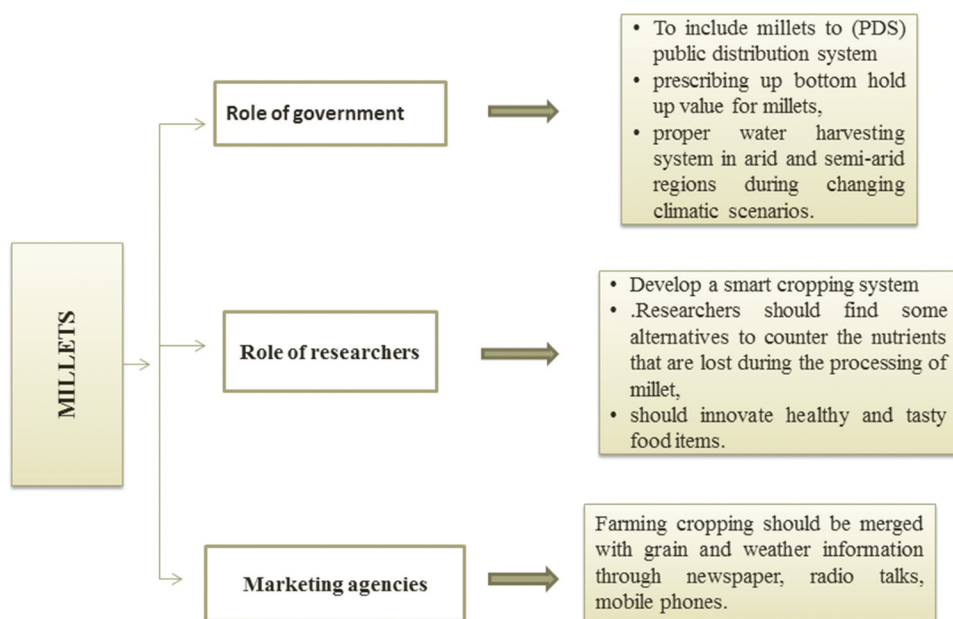 MILLETS
Role of government
• To include millets to (PDS)
public distribution system
• prescribing up bottom hold
up value for millets,
• proper water harvesting
system in arid and semi-arid
regions during changing
climatic scenarios.
Role of researchers
• Develop a smart cropping system
• .Researchers should find some
alternatives to counter the nutrients
that are lost during the processing of
millet,
• should innovate healthy and tasty
food items.
Marketing agencies
Farming cropping should be merged
with grain and weather information
through newspaper, radio talks,
mobile phones.